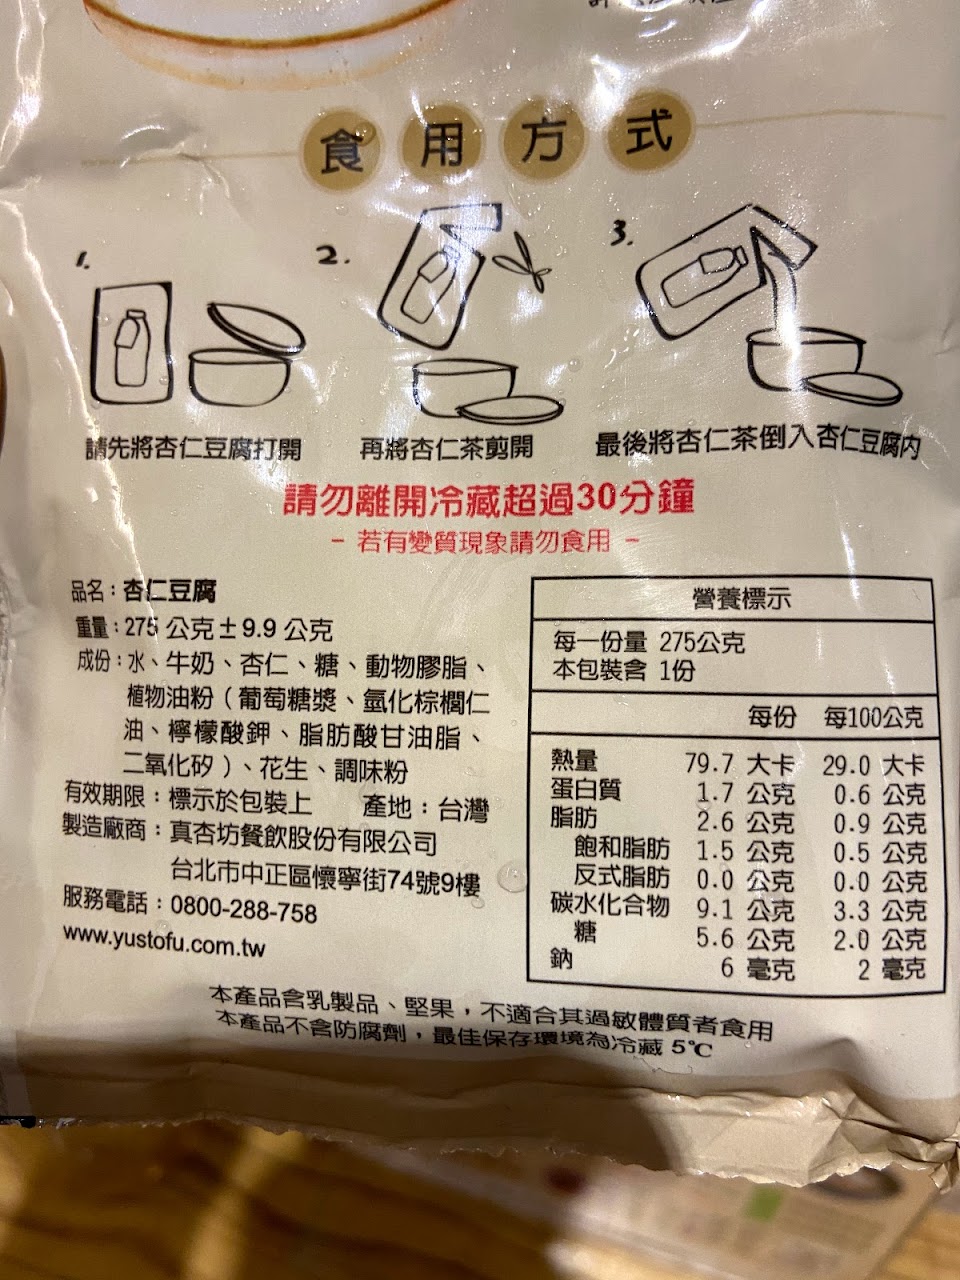 食用方式
1.
2.
3.
請先將杏仁豆腐打開
再將杏仁茶剪開
最後將杏仁茶倒入杏仁豆腐內
請勿離開冷藏超過30分鐘
- 若有變質現象請勿食用 -
品名：杏仁豆腐
重量：275 公克±9.9 公克
成份：水、牛奶、杏仁、糖、動物膠脂、
植物油粉（葡萄糖漿、氫化棕櫚仁
油、檸檬酸鉀、脂肪酸甘油脂、
二氧化矽）、花生、調味粉
有效期限：標示於包裝上 產地：台灣
製造廠商：真杏坊餐飲股份有限公司
台北市中正區懷寧街74號9樓
服務電話：0800-288-758
www.yustofu.com.tw
營養標示
每一份量 275公克
本包裝含 1份
每份 每100公克
熱量 79.7 大卡 29.0 大卡
蛋白質 1.7 公克 0.6 公克
脂肪 2.6 公克 0.9 公克
飽和脂肪 1.5 公克 0.5 公克
反式脂肪 0.0 公克 0.0 公克
碳水化合物 9.1 公克 3.3 公克
糖 5.6 公克 2.0 公克
鈉 6 毫克 2 毫克
本產品含乳製品、堅果，不適合其過敏體質者食用
本產品不含防腐劑，最佳保存環境為冷藏 5℃